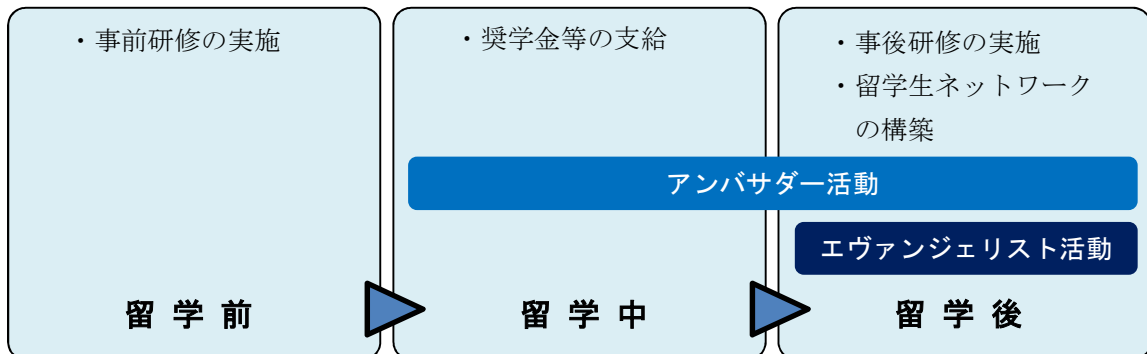 ・事前研修の実施
・奨学金等の支給
・事後研修の実施
・留学生ネットワーク
の構築
アンバサダー活動
エヴァンジェリスト活動
留学前
留学中
留学後